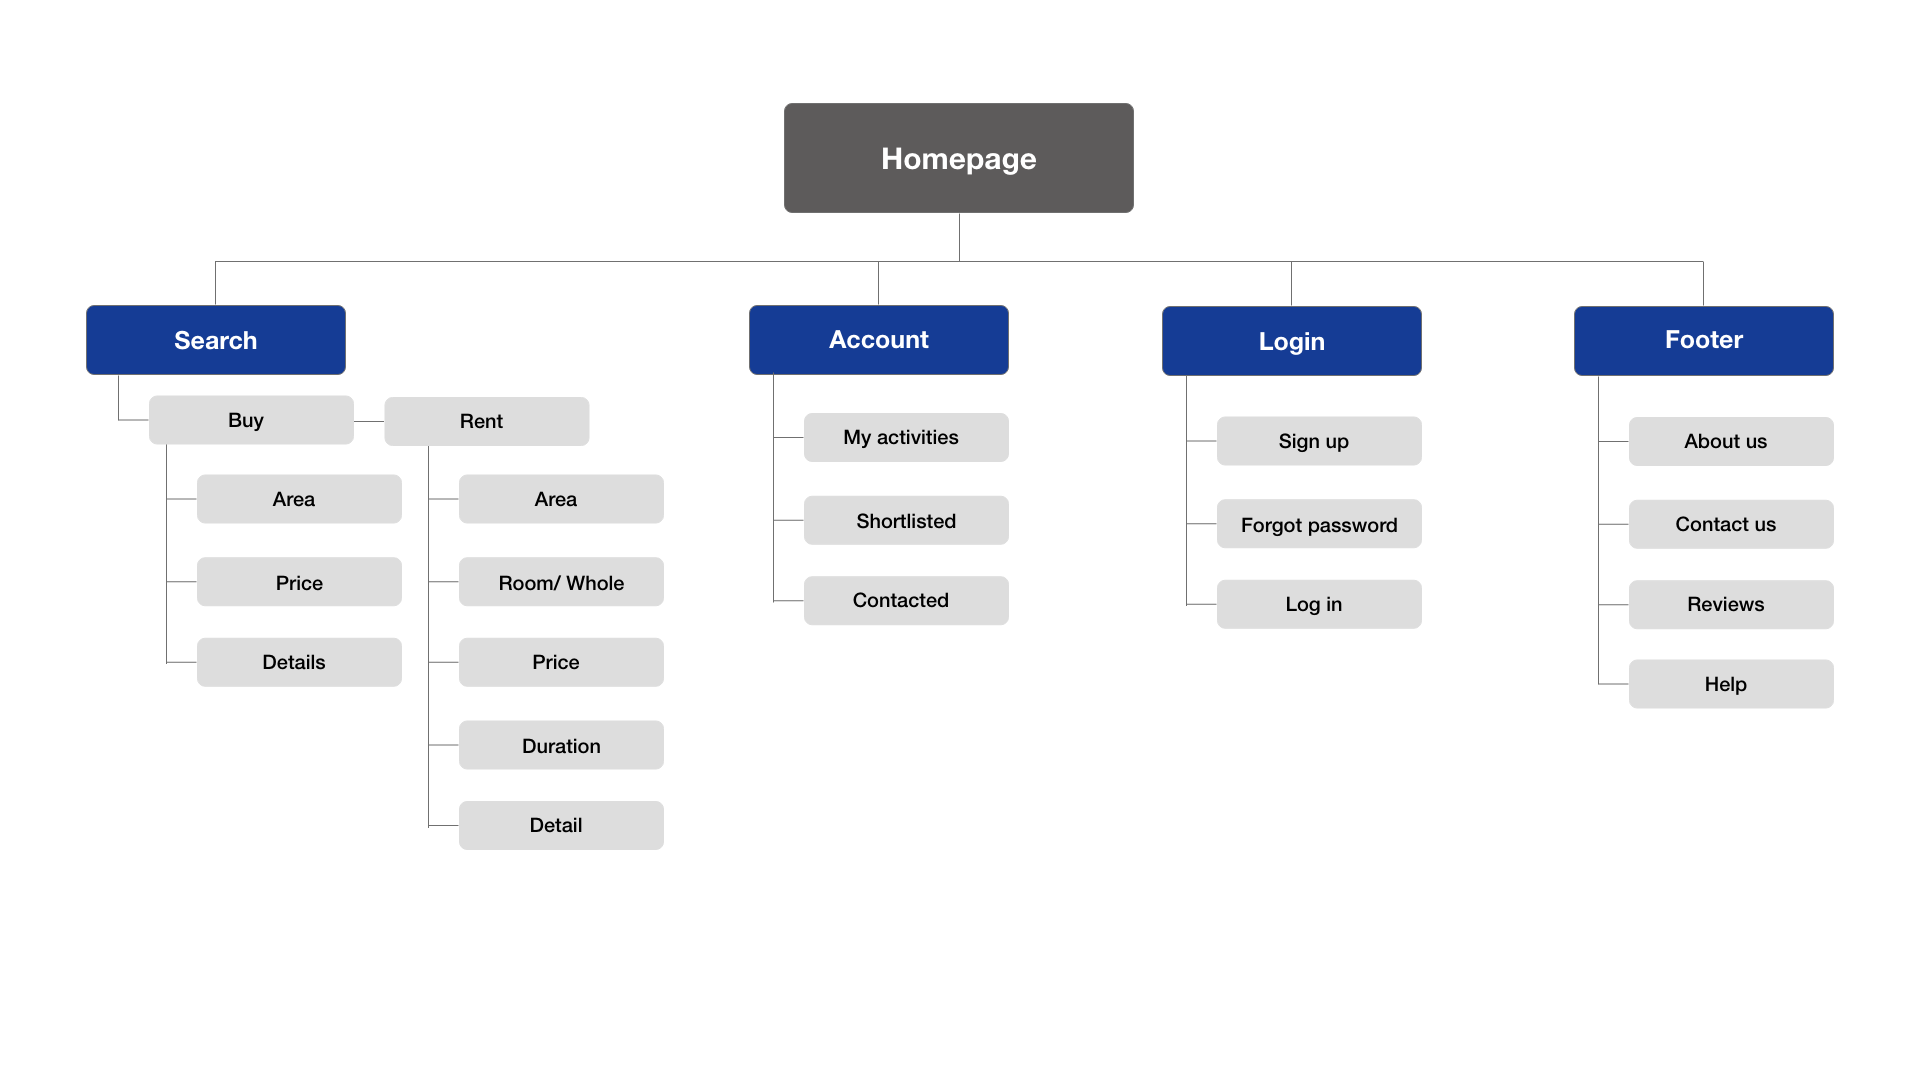 Homepage
Search
Account
Login
Footer
Buy
Rent
Area
Price
Details
Area
Room/ Whole
Price
Duration
Detail
My activities
Shortlisted
Contacted
Sign up
Forgot password
Log in
About us
Contact us
Reviews
Help